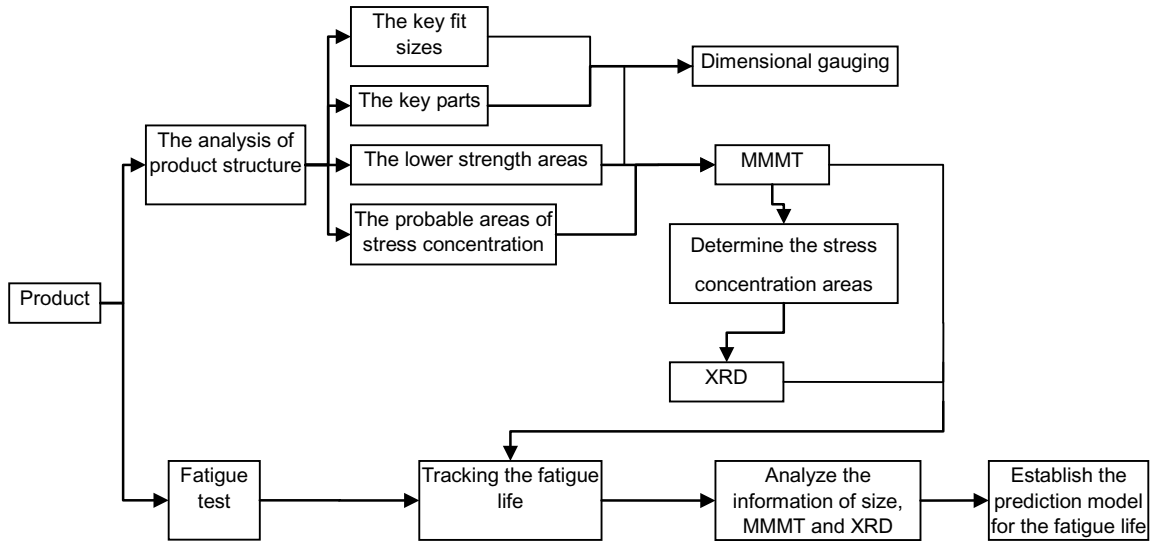 The key fit
sizes
Dimensional gauging
The key parts
The analysis of
product structure
The lower strength areas
MMMT
The probable areas of
stress concentration
Determine the stress
concentration areas
Product
XRD
Fatigue
test
Tracking the fatigue
life
Analyze the
information of size,
MMMT and XRD
Establish the
prediction model
for the fatigue life